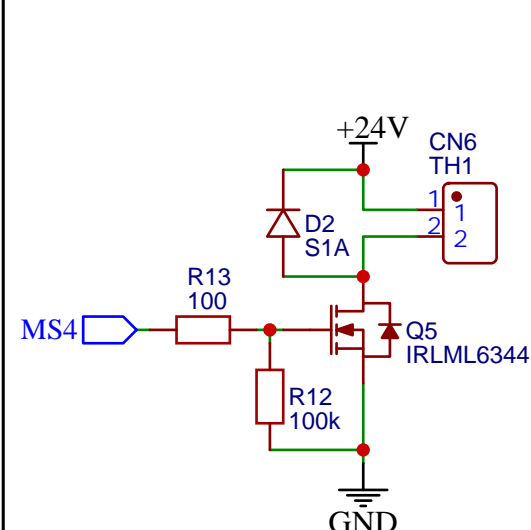 +24V
CN6
TH1
1
1
2
2
D2
S1A
R13
100
MS4
Q5
IRLML6344
R12
100k
GND